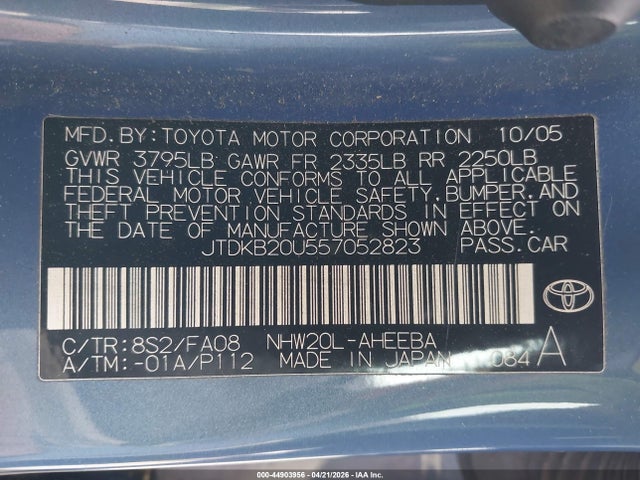 MFD. BY: TOYOTA MOTOR CORPORATION 10/05
GVWR 3795LB GAWR FR 2335LB RR 2250LB
THIS VEHICLE CONFORMS TO ALL APPLICABLE
FEDERAL MOTOR VEHICLE SAFETY, BUMPER, AND
THEFT PREVENTION STANDARDS IN EFFECT ON
THE DATE OF MANUFACTURE SHOWN ABOVE.
JTDKB20U557052823 PASS. CAR
C/TR: 8S2/FA08 NHW20L-AHEEBA
A/TM: -01A/P112 MADE IN JAPAN 084 A
000-44903956 - 04/21/2026 - IAAI.COM